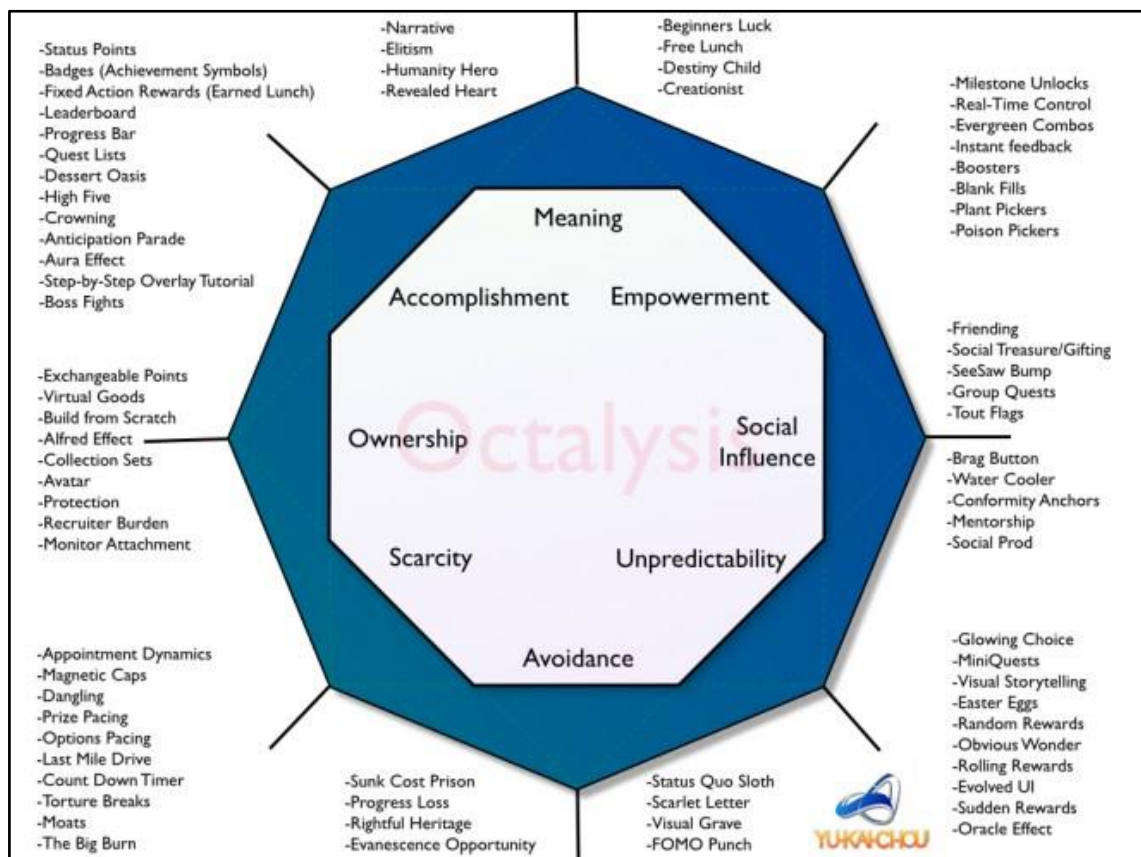 -Narrative
-Elitism
-Humanity Hero
-Revealed Heart
-Beginners Luck
-Free Lunch
-Destiny Child
-Creationist
-Status Points
-Badges (Achievement Symbols)
-Fixed Action Rewards (Earned Lunch)
-Leaderboard
-Progress Bar
-Quest Lists
-Dessert Oasis
-High Five
-Crowning
-Anticipation Parade
-Aura Effect
-Step-by-Step Overlay Tutorial
-Boss Fights
-Milestone Unlocks
-Real-Time Control
-Evergreen Combos
-Instant feedback
-Boosters
-Blank Fills
-Plant Pickers
-Poison Pickers
Meaning
Accomplishment
Empowerment
-Exchangeable Points
-Virtual Goods
-Build from Scratch
-Alfred Effect
-Collection Sets
-Avatar
-Protection
-Recruiter Burden
-Monitor Attachment
Octalysis
Ownership
Social
Influence
-Friending
-Social Treasure/Gifting
-SeeSaw Bump
-Group Quests
-Tout Flags
-Brag Button
-Water Cooler
-Conformity Anchors
-Mentorship
-Social Prod
Scarcity
Unpredictability
Avoidance
-Appointment Dynamics
-Magnetic Caps
-Dangling
-Prize Pacing
-Options Pacing
-Last Mile Drive
-Count Down Timer
-Torture Breaks
-Moats
-The Big Burn
-Sunk Cost Prison
-Progress Loss
-Rightful Heritage
-Evanescence Opportunity
-Status Quo Sloth
-Scarlet Letter
-Visual Grave
-FOMO Punch
-Glowing Choice
-MiniQuests
-Visual Storytelling
-Easter Eggs
-Random Rewards
-Obvious Wonder
-Rolling Rewards
-Evolved UI
-Sudden Rewards
-Oracle Effect
YU-KAI-CHOU